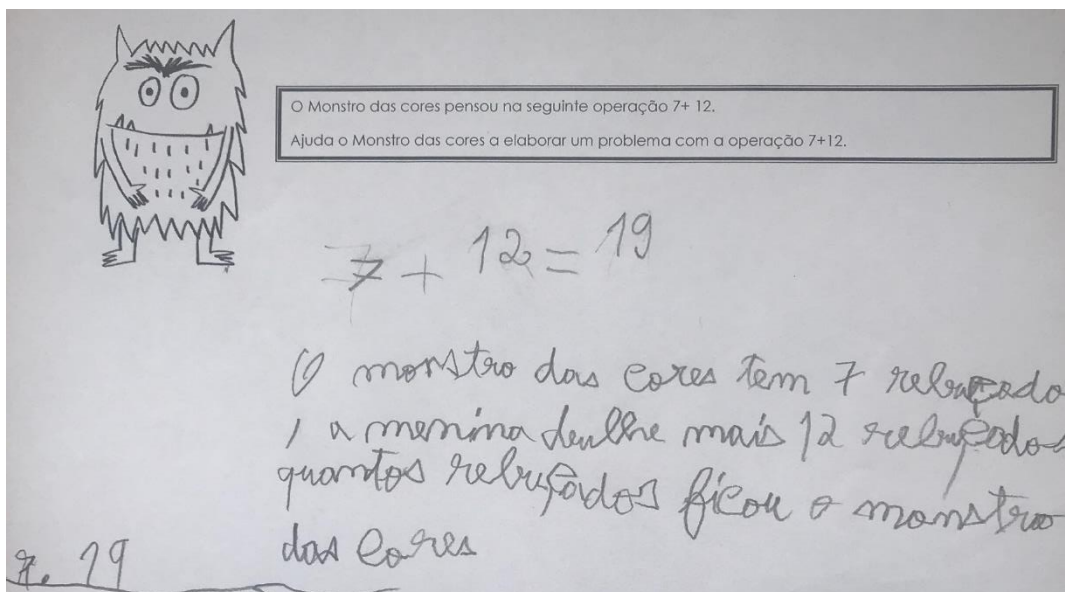 O Monstro das cores pensou na seguinte operação 7+ 12.
Ajuda o Monstro das cores a elaborar um problema com a operação 7+12.
7 + 12 = 19
O monstro das cores tem 7 rebuçado
, a menina deulhe mais 12 rebuçados
quantos rebuçados ficou o monstro
das cores
R. 19